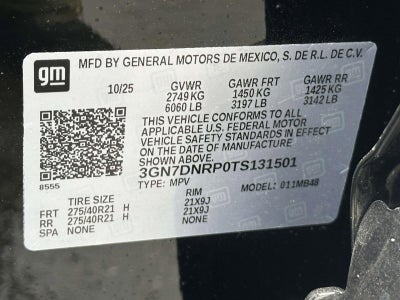 gm
MFD BY GENERAL MOTORS DE MEXICO, S. DE R.L. DE C.V.
10/25 GVWR GAWR FRT GAWR RR
2749 KG 1450 KG 1425 KG
6060 LB 3197 LB 3142 LB
THIS VEHICLE CONFORMS TO ALL
APPLICABLE U.S. FEDERAL MOTOR
VEHICLE SAFETY STANDARDS IN EFFECT
ON THE DATE OF MANUFACTURE SHOWN ABOVE.
3GN7DNRP0TS131501
8555
TYPE: MPV MODEL: 011MB48
TIRE SIZE RIM
FRT 275/40R21 H 21X9J
RR 275/40R21 H 21X9J
SPA NONE NONE